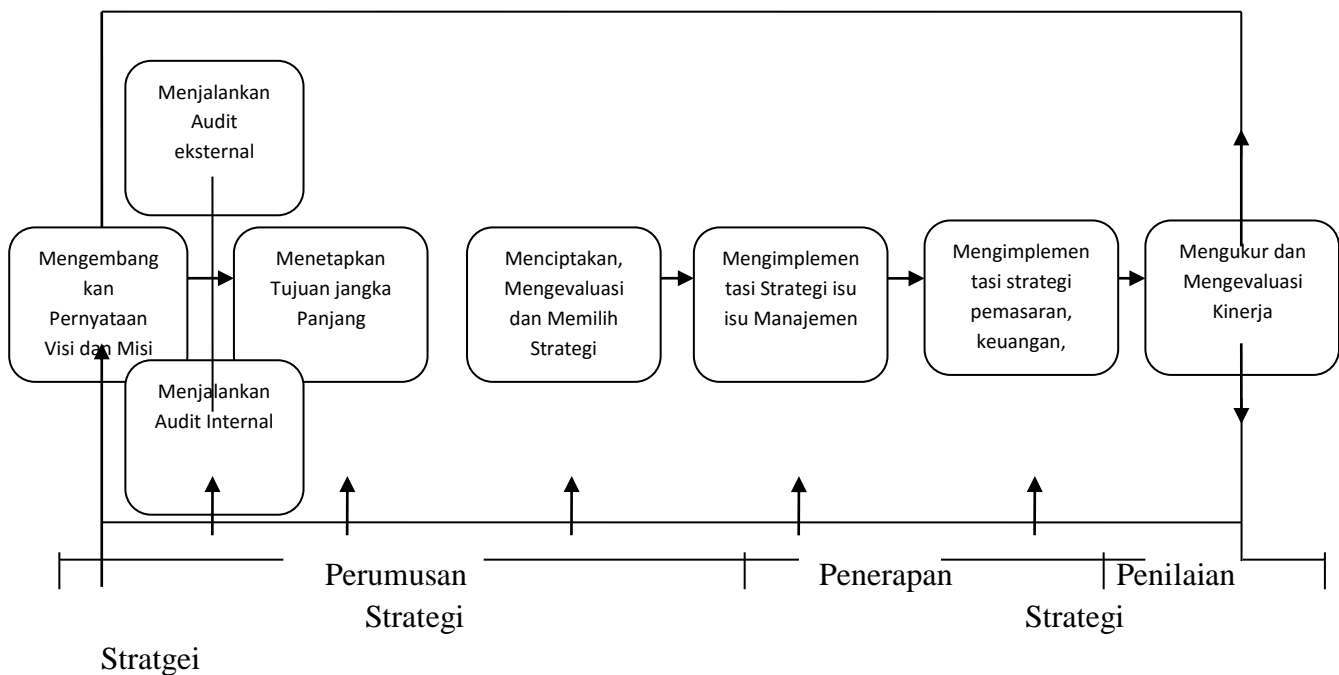 Menjalankan
Audit
eksternal
Mengembang
kan
Pernyataan
Visi dan Misi
Menetapkan
Tujuan jangka
Panjang
Menciptakan,
Mengevaluasi
dan Memilih
Strategi
Mengimplemen
tasi Strategi isu
isu Manajemen
Mengimplemen
tasi strategi
pemasaran,
keuangan,
Mengukur dan
Mengevaluasi
Kinerja
Menjalankan
Audit Internal
Perumusan Penerapan Penilaian
Strategi Strategi
Stratgei